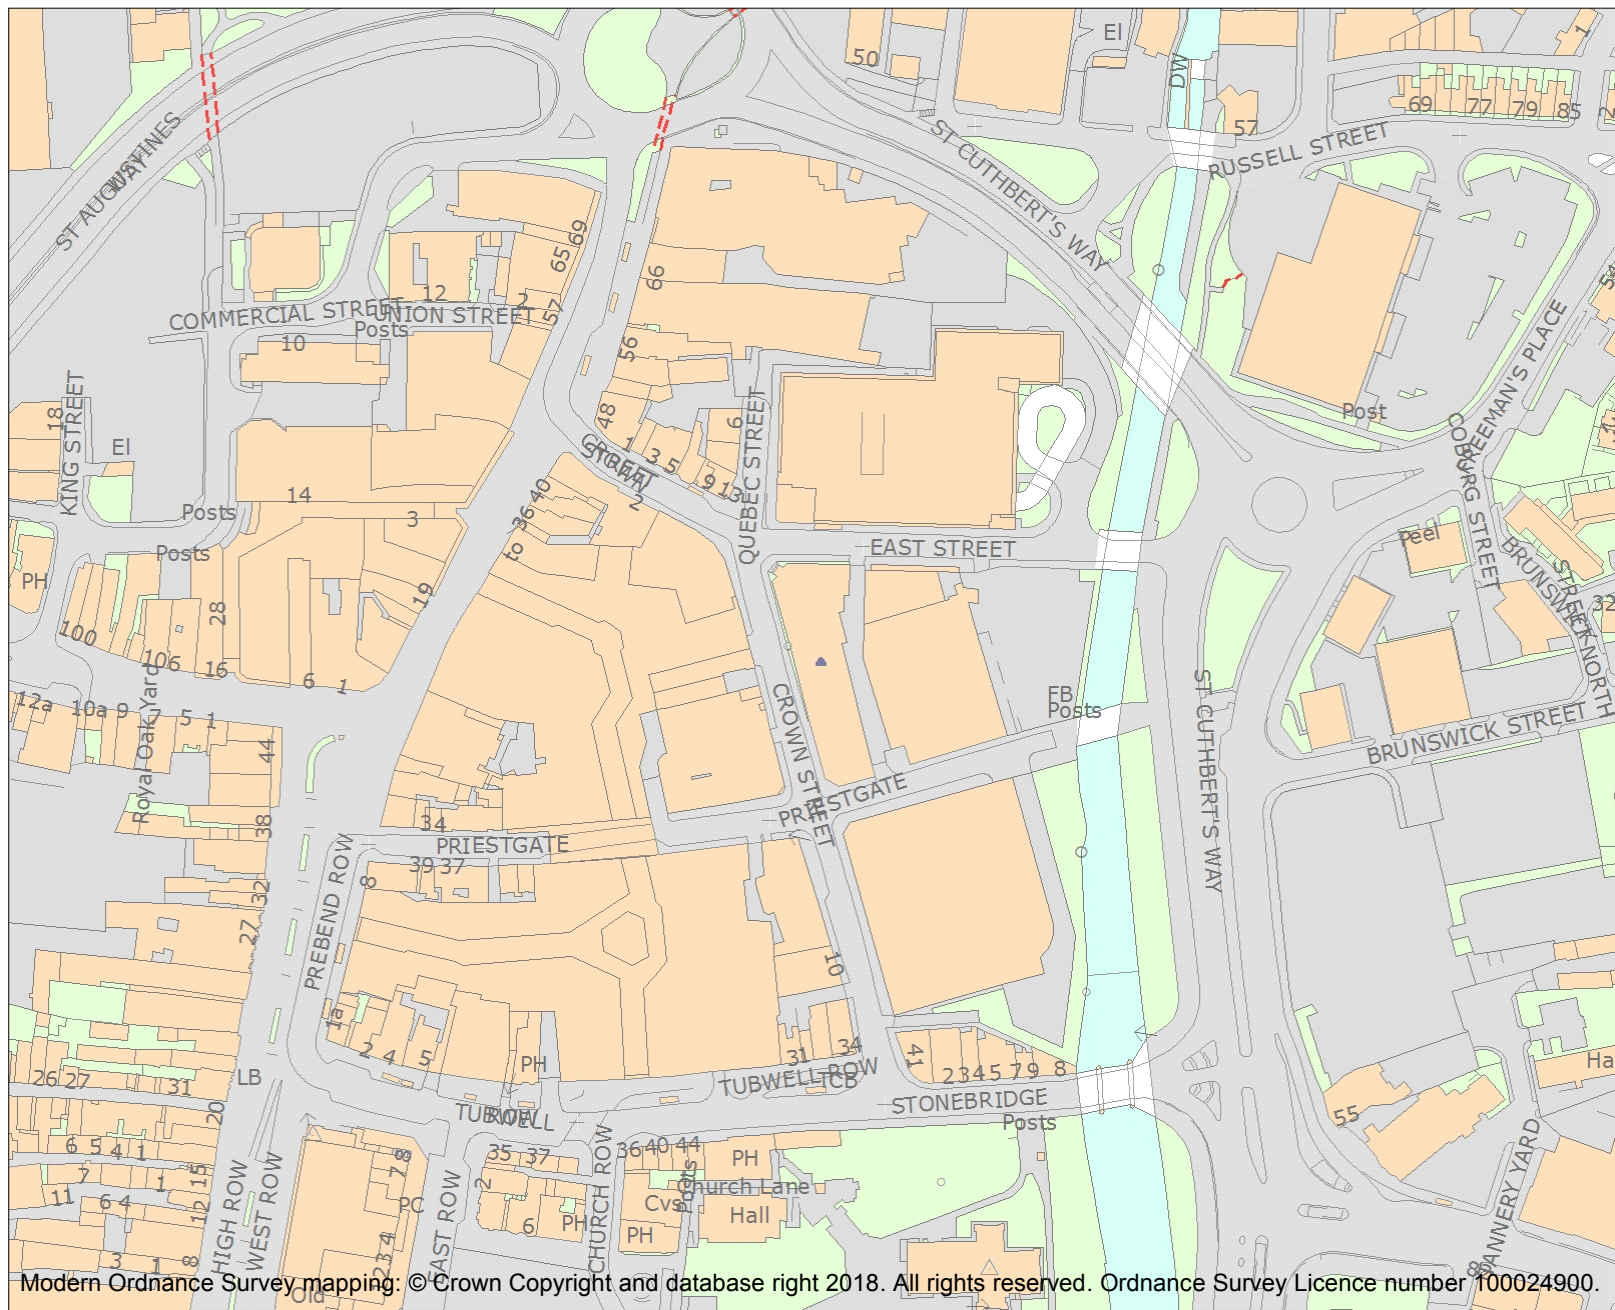 El
50
DW
1
69
77
79
85
2
57
RUSSELL STREET
ST AUGUSTINES
WAY
ST CUTHBERT'S WAY
69
65
66
57
12
2
COMMERCIAL STREET
UNION STREET
Posts
10
56
FREEMAN'S PLACE
54
18
KING STREET
El
48
1
3
5
9
13
6
CROWN
STREET
2
QUEBEC STREET
Post
COBURG STREET
14
3
Posts
Posts
36
40
to
EAST STREET
Peel
BRUNSWICK
STREET NORTH
32
PH
19
28
100
106
16
6
1
12a
10a
9
7
5
1
Royal Oak Yard
44
FB
Posts
CROWN STREET
ST CUTHBERT'S WAY
BRUNSWICK STREET
PRIESTGATE
38
34
PRIESTGATE
39
37
8
32
27
PREBEND ROW
10
1a
2
4
5
PH
31
34
41
2
3
4
5
7
9
8
TUBWELL ROW
TCB
STONEBRIDGE
Posts
Ha
55
26
27
31
LB
20
TUBWELL
ROW
6
5
4
1
7
11
6
4
1
15
12
3
1
8
7
8
PC
35
37
2
6
PH
36
40
44
PH
Posts
Church Lane
Cvs
Hall
PH
HIGH ROW
WEST ROW
EAST ROW
CHURCH ROW
TANNERY YARD
2
3
4
Old
Modern Ordnance Survey mapping: © Crown Copyright and database right 2018. All rights reserved. Ordnance Survey Licence number 100024900.